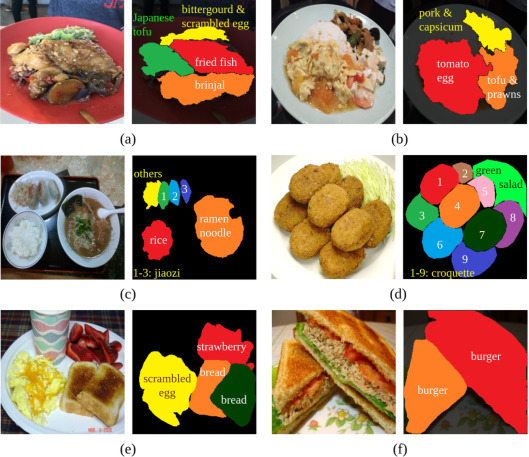 bittergourd &
scrambled egg
Japanese
tofu
fried fish
brinjal
(a)
pork &
capsicum
tomato
egg
tofu &
prawns
(b)
others
1 2 3
ramen
noodle
rice
1-3: jiaozi
(c)
green
salad
1 2
5
3 4 8
6 7
9
1-9: croquette
(d)
strawberry
bread
scrambled
egg
bread
(e)
burger
burger
(f)